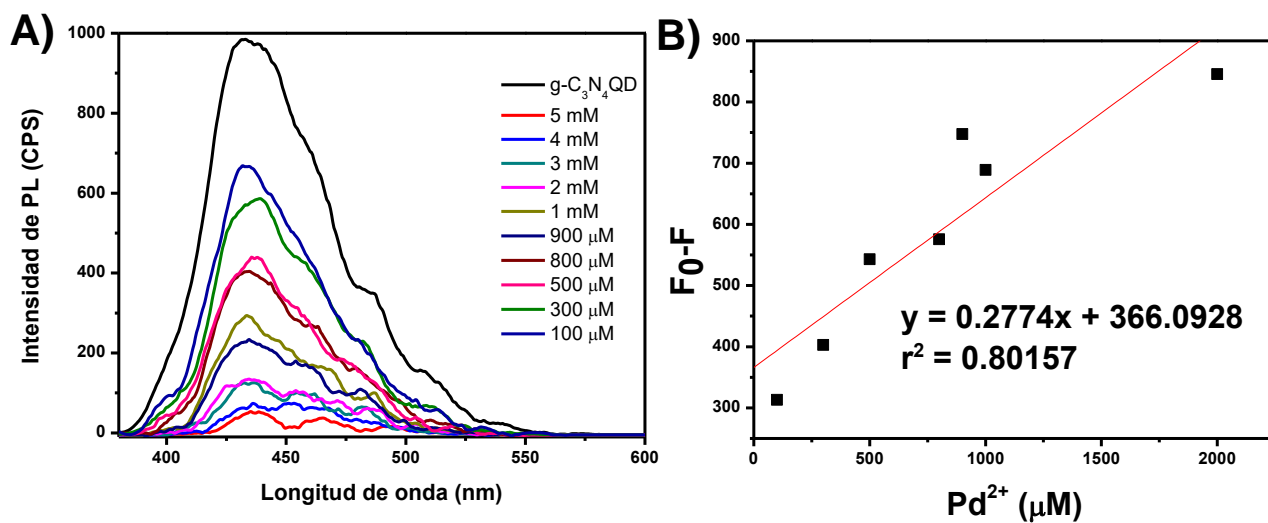 A)
Intensidad de PL (CPS)
1000
800
600
400
200
0
400
450
500
550
600
Longitud de onda (nm)
g-C₃N₄QD
5 mM
4 mM
3 mM
2 mM
1 mM
900 μM
800 μM
500 μM
300 μM
100 μM
B)
F0-F
900
800
700
600
500
400
300
0
500
1000
1500
2000
Pd²⁺ (μM)
y = 0.2774x + 366.0928
r² = 0.80157